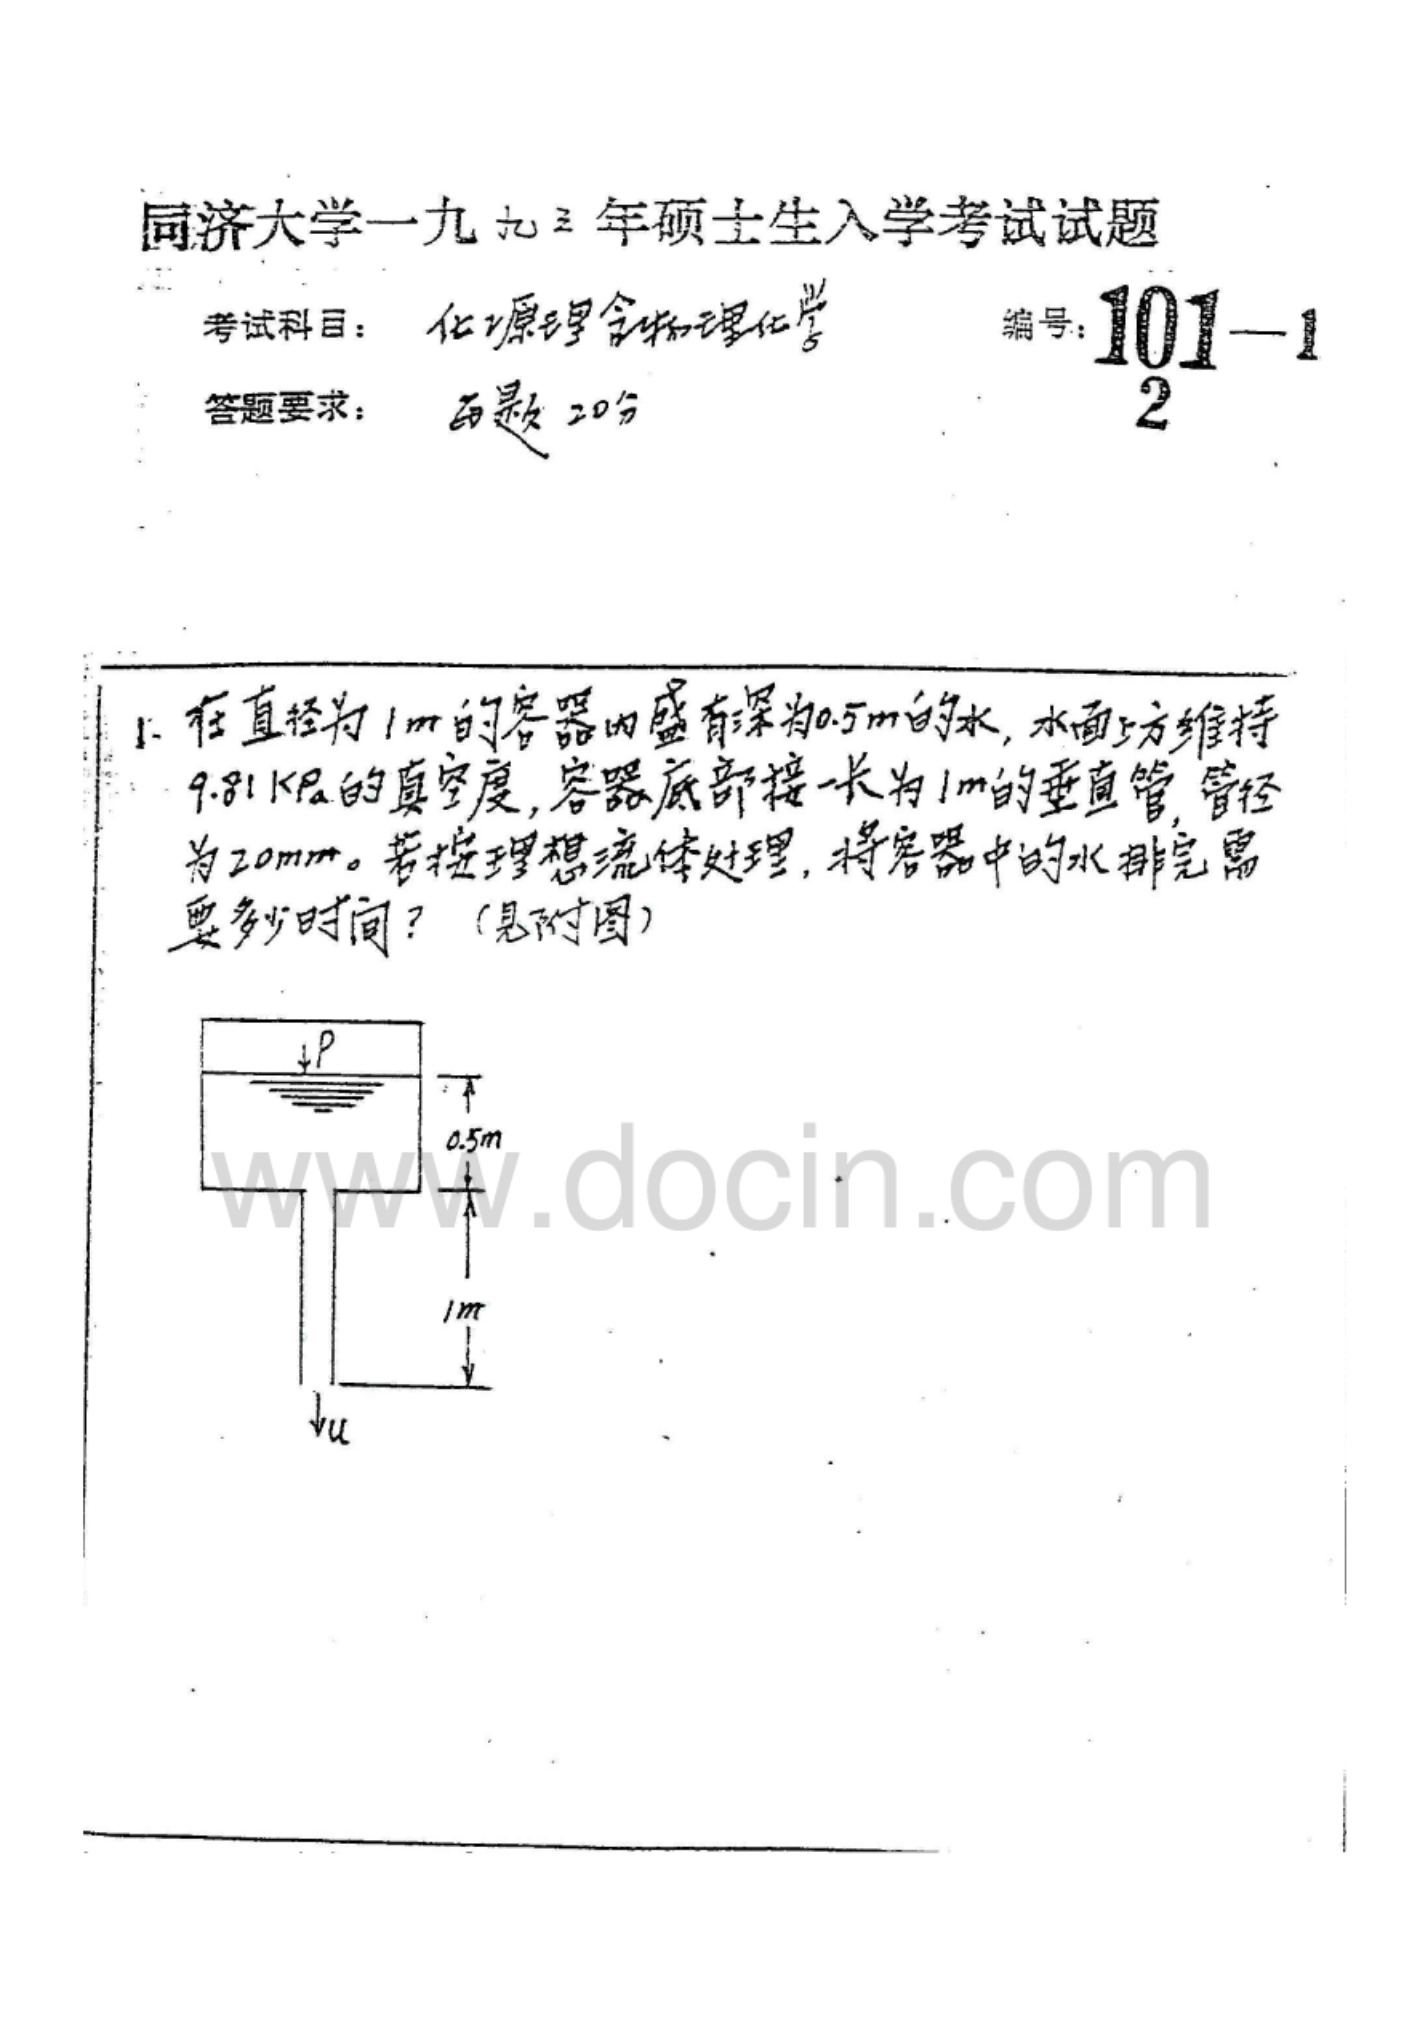 同济大学一九九三年硕士生入学考试试题
考试科目: 化工原理含物理化学
编号: 101—1
2
答题要求: 每题20分
1. 在直径为1m的容器内盛有深为0.5m的水, 水面上方维持
9.81KPa的真空度, 容器底部接一长为1m的垂直管, 管径
为20mm。若按理想流体处理, 将容器中的水排完需
要多少时间? (见附图)
P
0.5m
1m
u
www.docin.com